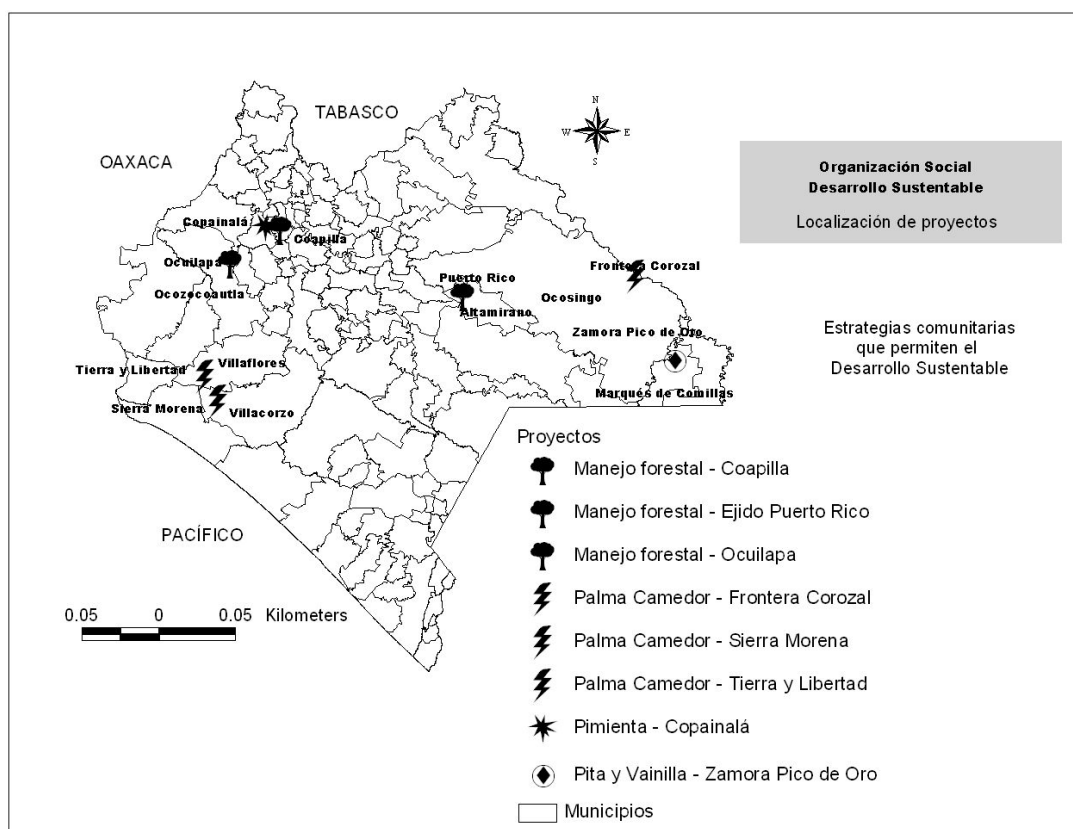 TABASCO
OAXACA
N
W E
S
Organización Social
Desarrollo Sustentable
Localización de proyectos
Copainalá
Coapilla
Ocuilapa
Ocozocoautla
Puerto Rico
Altamirano
Frontera Corozal
Ocosingo
Zamora Pico de Oro
Marqués de Comillas
Tierra y Libertad
Villaflores
Sierra Morena
Villacorzo
Estrategias comunitarias
que permiten el
Desarrollo Sustentable
PACÍFICO
0.05 0 0.05 Kilometers
Proyectos
Manejo forestal - Coapilla
Manejo forestal - Ejido Puerto Rico
Manejo forestal - Ocuilapa
Palma Camedor - Frontera Corozal
Palma Camedor - Sierra Morena
Palma Camedor - Tierra y Libertad
Pimienta - Copainalá
Pita y Vainilla - Zamora Pico de Oro
Municipios